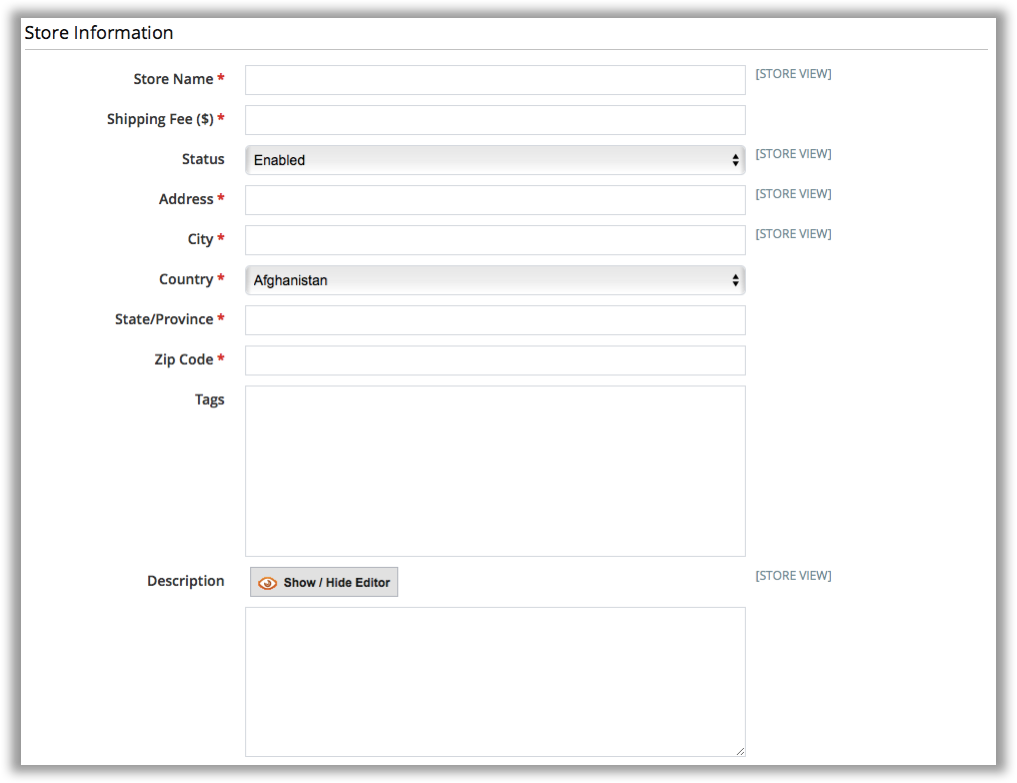 Store Information
Store Name *
[STORE VIEW]
Shipping Fee ($) *
Status
Enabled
[STORE VIEW]
Address *
[STORE VIEW]
City *
[STORE VIEW]
Country *
Afghanistan
State/Province *
Zip Code *
Tags
Description
Show / Hide Editor
[STORE VIEW]